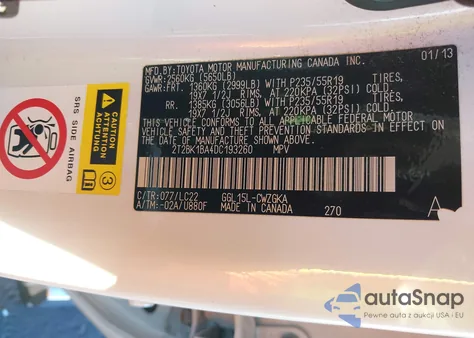 MFD.BY:TOYOTA MOTOR MANUFACTURING CANADA INC. 01/13
GVWR: 2560KG (5650LB)
GAWR:FRT. 1360KG (2999LB) WITH P235/55R19 TIRES,
19X7 1/2J RIMS, AT 220KPA (32PSI) COLD
RR. 1385KG (3056LB) WITH P235/55R19 TIRES,
19X7 1/2J RIMS, AT 220KPA (32PSI) COLD
THIS VEHICLE CONFORMS TO ALL APPLICABLE FEDERAL MOTOR
VEHICLE SAFETY AND THEFT PREVENTION STANDARDS IN EFFECT ON
THE DATE OF MANUFACTURE SHOWN ABOVE.
2T2BK1BA4DC193260 MPV
C/TR:077/LC22 GGL15L-CWZGKA
A/TM:-02A/U880F MADE IN CANADA 270 A
SRS SIDE AIRBAG
CAUTION
ATTENTION
ACHTUNG
3
autaSnap
Pewne auta z aukcji USA i EU